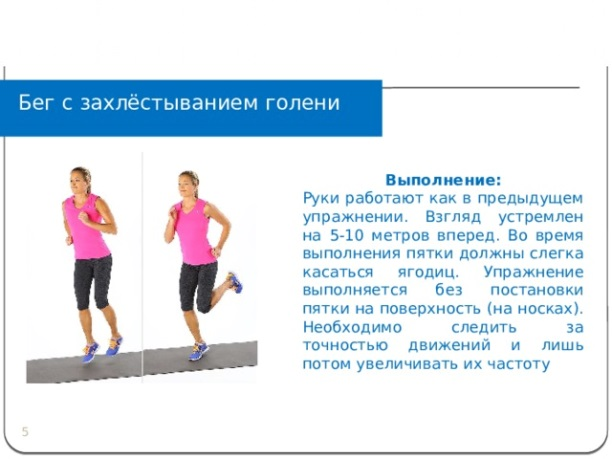 Бег с захлёстыванием голени
Выполнение:
Руки работают как в предыдущем
упражнении. Взгляд устремлен
на 5-10 метров вперед. Во время
выполнения пятки должны слегка
касаться ягодиц. Упражнение
выполняется без постановки
пятки на поверхность (на носках).
Необходимо следить за
точностью движений и лишь
потом увеличивать их частоту
5